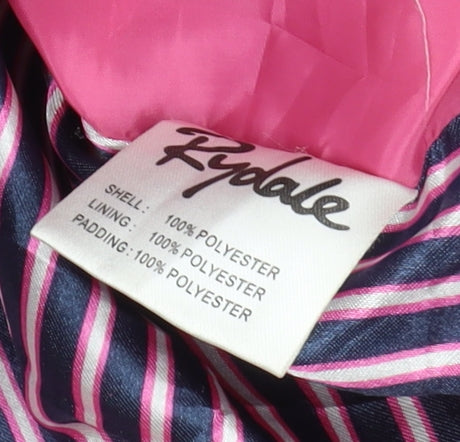 Rydale
SHELL: 100% POLYESTER
LINING: 100% POLYESTER
PADDING: 100% POLYESTER